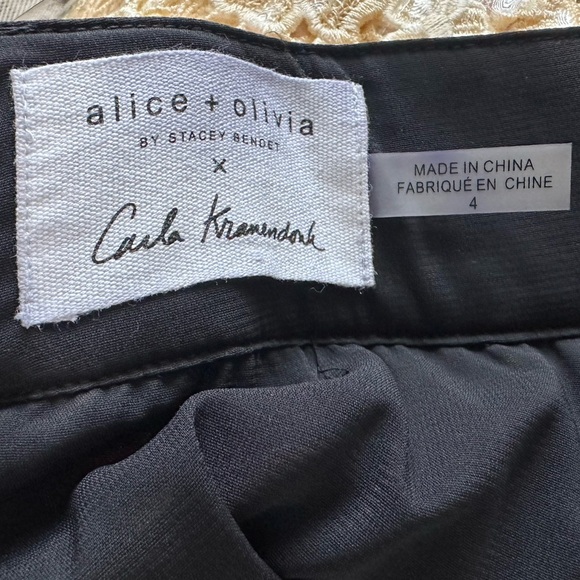 alice + olivia
BY STACEY BENDET
X
Carla Kramendonk
MADE IN CHINA
FABRIQUÉ EN CHINE
4